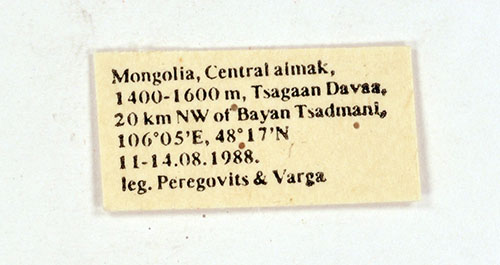 Mongolia, Central aimak,
1400-1600 m, Tsagaan Davaa,
20 km NW of Bayan Tsadmani,
106°05'E, 48°17'N
11-14.08.1988.
leg. Peregovits & Varga